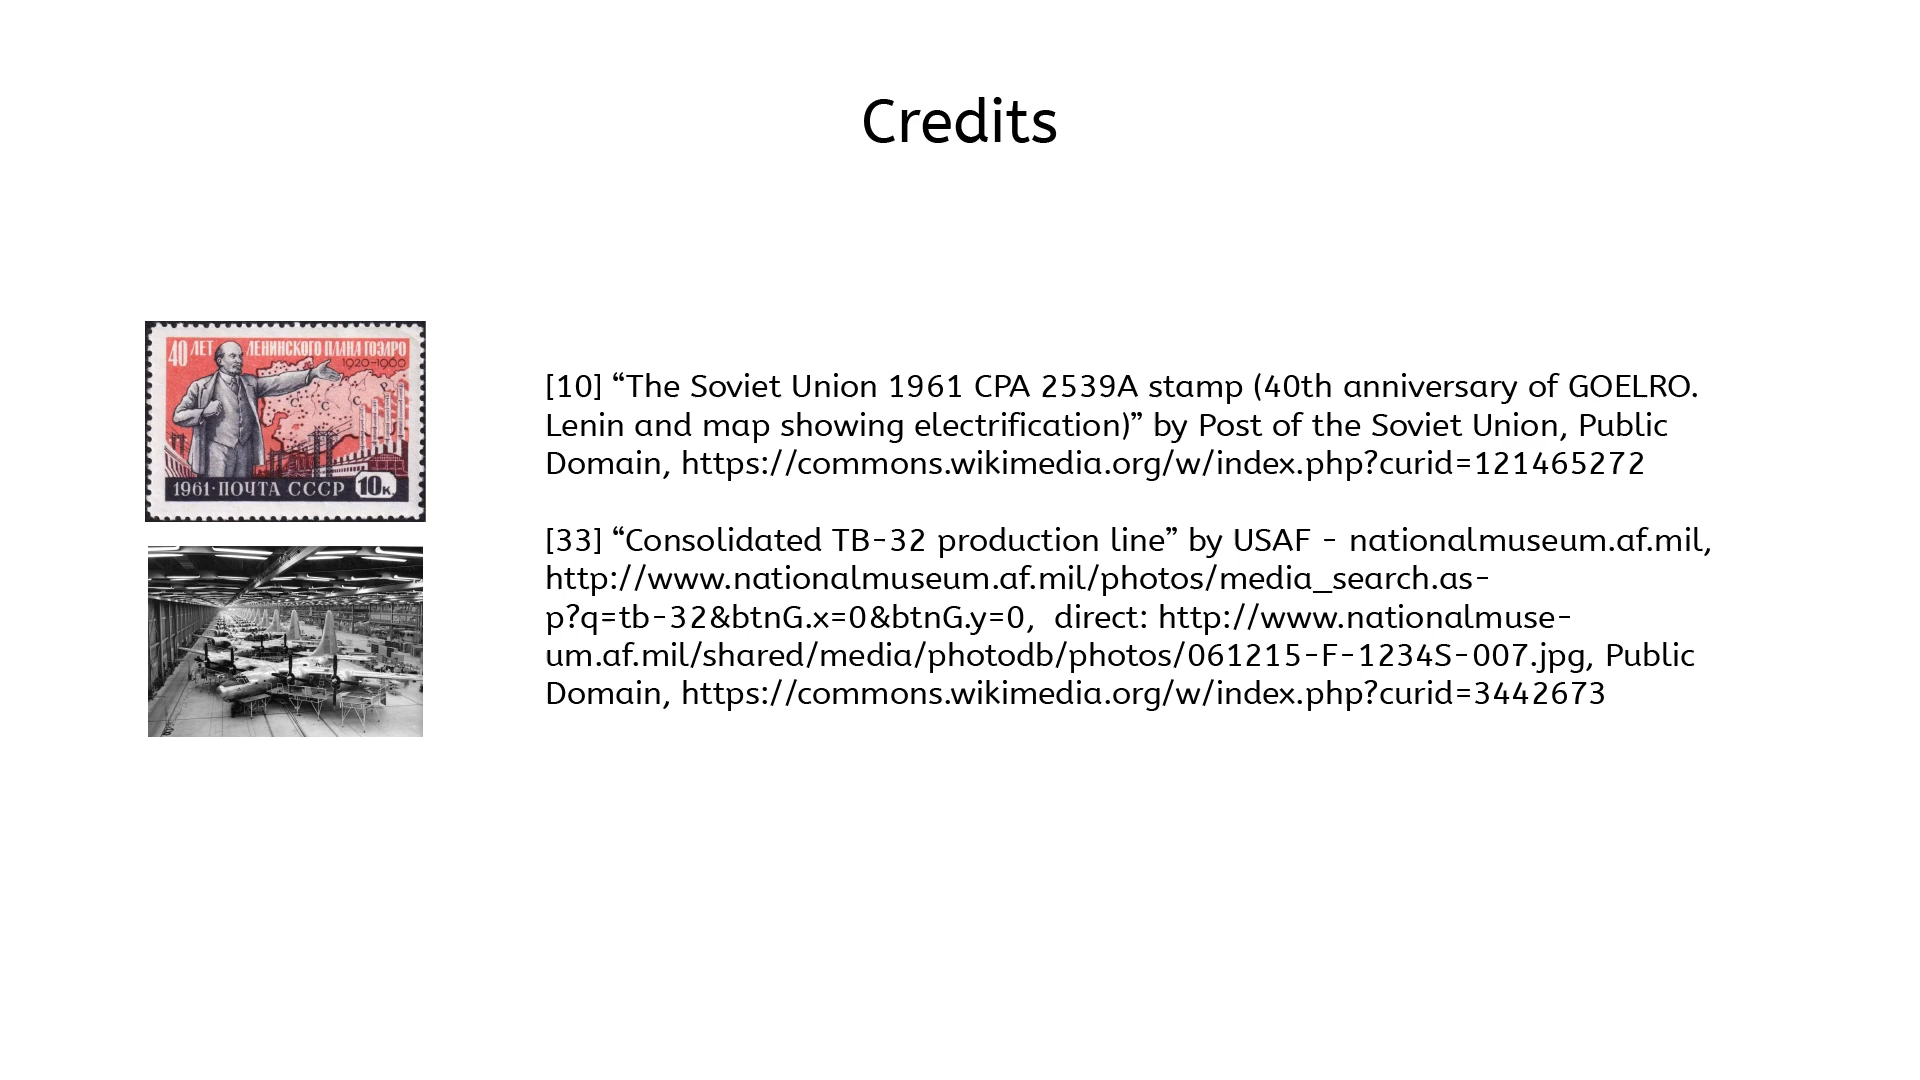 Credits
40 ЛЕТ ЛЕНИНСКОГО ПЛАНА ГОЭЛРО
1920-1960
С С С Р
1961·ПОЧТА СССР 10к.
[10] “The Soviet Union 1961 CPA 2539A stamp (40th anniversary of GOELRO.
Lenin and map showing electrification)” by Post of the Soviet Union, Public
Domain, https://commons.wikimedia.org/w/index.php?curid=121465272
[33] “Consolidated TB-32 production line” by USAF - nationalmuseum.af.mil,
http://www.nationalmuseum.af.mil/photos/media_search.as-
p?q=tb-32&btnG.x=0&btnG.y=0,  direct: http://www.nationalmuse-
um.af.mil/shared/media/photodb/photos/061215-F-1234S-007.jpg, Public
Domain, https://commons.wikimedia.org/w/index.php?curid=3442673